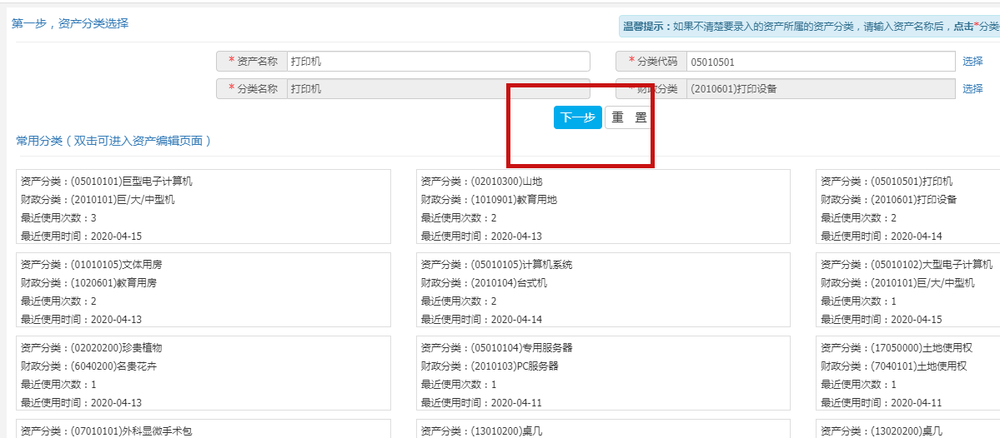 第一步，资产分类选择
温馨提示：如果不清楚要录入的资产所属的资产分类，请输入资产名称后，点击*分类
* 资产名称 打印机 * 分类代码 05010501 选择
* 分类名称 打印机 * 财政分类 (2010601)打印设备 选择
下一步 重 置
常用分类（双击可进入资产编辑页面）
资产分类：(05010101)巨型电子计算机
财政分类：(2010101)巨/大/中型机
最近使用次数：3
最近使用时间：2020-04-15
资产分类：(02010300)山地
财政分类：(1010901)教育用地
最近使用次数：2
最近使用时间：2020-04-13
资产分类：(05010501)打印机
财政分类：(2010601)打印设备
最近使用次数：2
最近使用时间：2020-04-14
资产分类：(01010105)文体用房
财政分类：(1020601)教育用房
最近使用次数：2
最近使用时间：2020-04-13
资产分类：(05010105)计算机系统
财政分类：(2010104)台式机
最近使用次数：2
最近使用时间：2020-04-14
资产分类：(05010102)大型电子计算机
财政分类：(2010101)巨/大/中型机
最近使用次数：1
最近使用时间：2020-04-15
资产分类：(02020200)珍贵植物
财政分类：(6040200)名贵花卉
最近使用次数：1
最近使用时间：2020-04-13
资产分类：(05010104)专用服务器
财政分类：(2010103)PC服务器
最近使用次数：1
最近使用时间：2020-04-11
资产分类：(17050000)土地使用权
财政分类：(7040101)土地使用权
最近使用次数：1
最近使用时间：2020-04-11
资产分类：(07010101)外科显微手术包
资产分类：(13010200)桌几
资产分类：(13020200)桌几